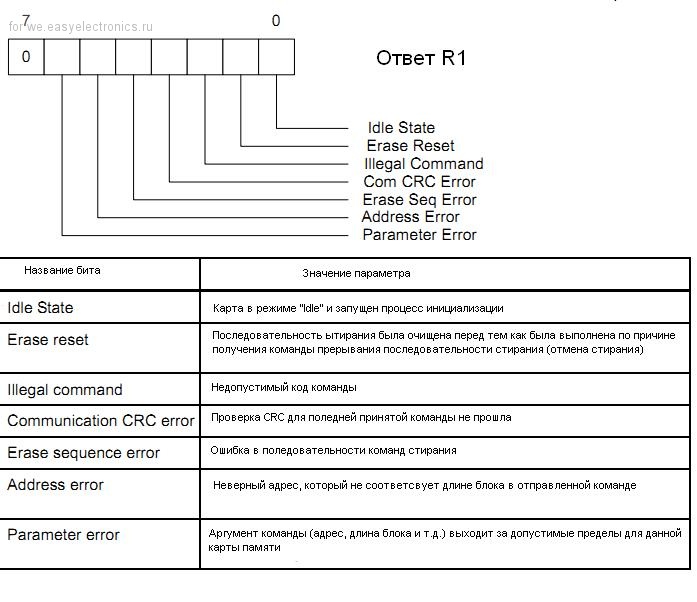 7
0
for we.easyelectronics.ru
0
Ответ R1
Idle State
Erase Reset
Illegal Command
Com CRC Error
Erase Seq Error
Address Error
Parameter Error
Название бита
Значение параметра
Idle State
Карта в режиме "Idle" и запущен процесс инициализации
Erase reset
Последовательность ытирания была очищена перед тем как была выполнена по причине
получения команды прерывания последовательности стирания (отмена стирания)
Illegal command
Недопустимый код команды
Communication CRC error
Проверка CRC для поледней принятой команды не прошла
Erase sequence error
Ошибка в поледовательности команд стирания
Address error
Неверный адрес, который не соответсвует длине блока в отправленной команде
Parameter error
Аргумент команды (адрес, длина блока и т.д.) выходит за допустимые пределы для данной
карты памяти